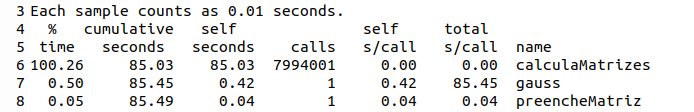 3 Each sample counts as 0.01 seconds.
4   %   cumulative   self              self     total
5  time   seconds   seconds    calls  s/call   s/call  name
6 100.26     85.03    85.03  7994001    0.00     0.00  calculaMatrizes
7   0.50     85.45     0.42        1    0.42    85.45  gauss
8   0.05     85.49     0.04        1    0.04     0.04  preencheMatriz